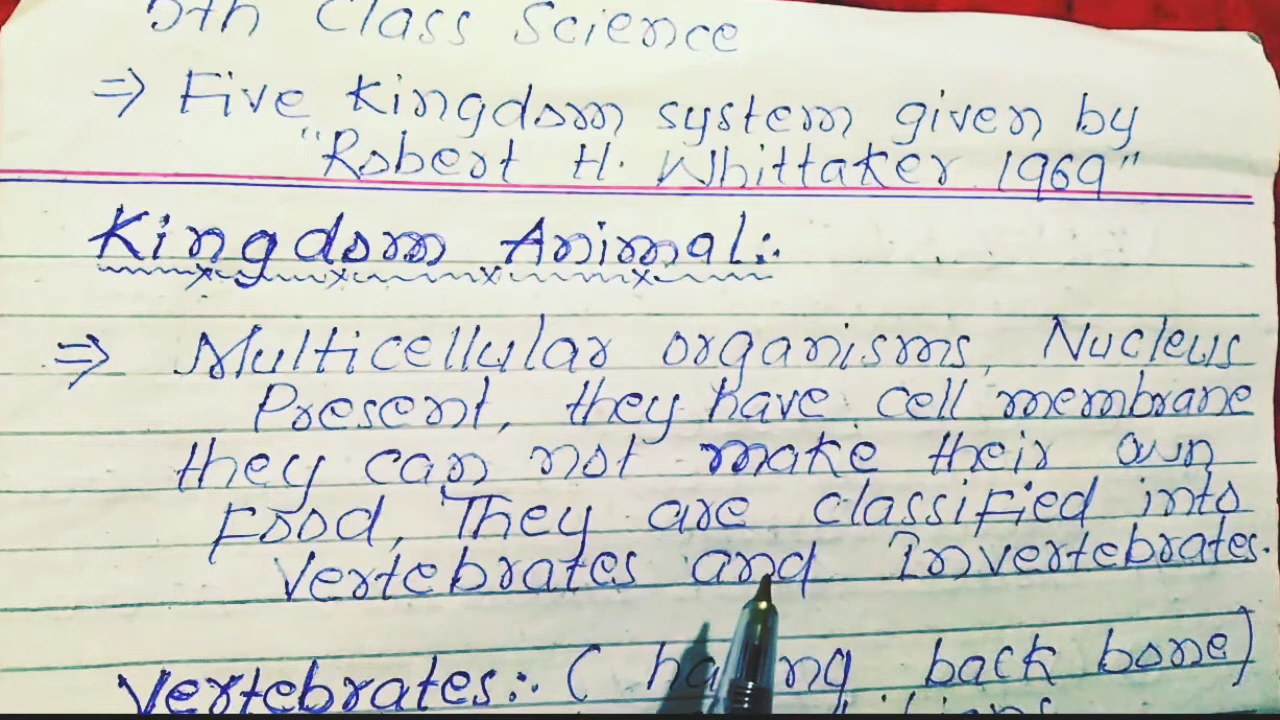 5th Class Science
⇒ Five Kingdom system given by
"Robert H. Whittaker 1969"
Kingdom Animal:-
⇒ Multicellular organisms, Nucleus
Present, they have cell membrane
they can not make their own
Food, They are classified into
Vertebrates and Invertebrates.
Vertebrates:- ( having back bone)